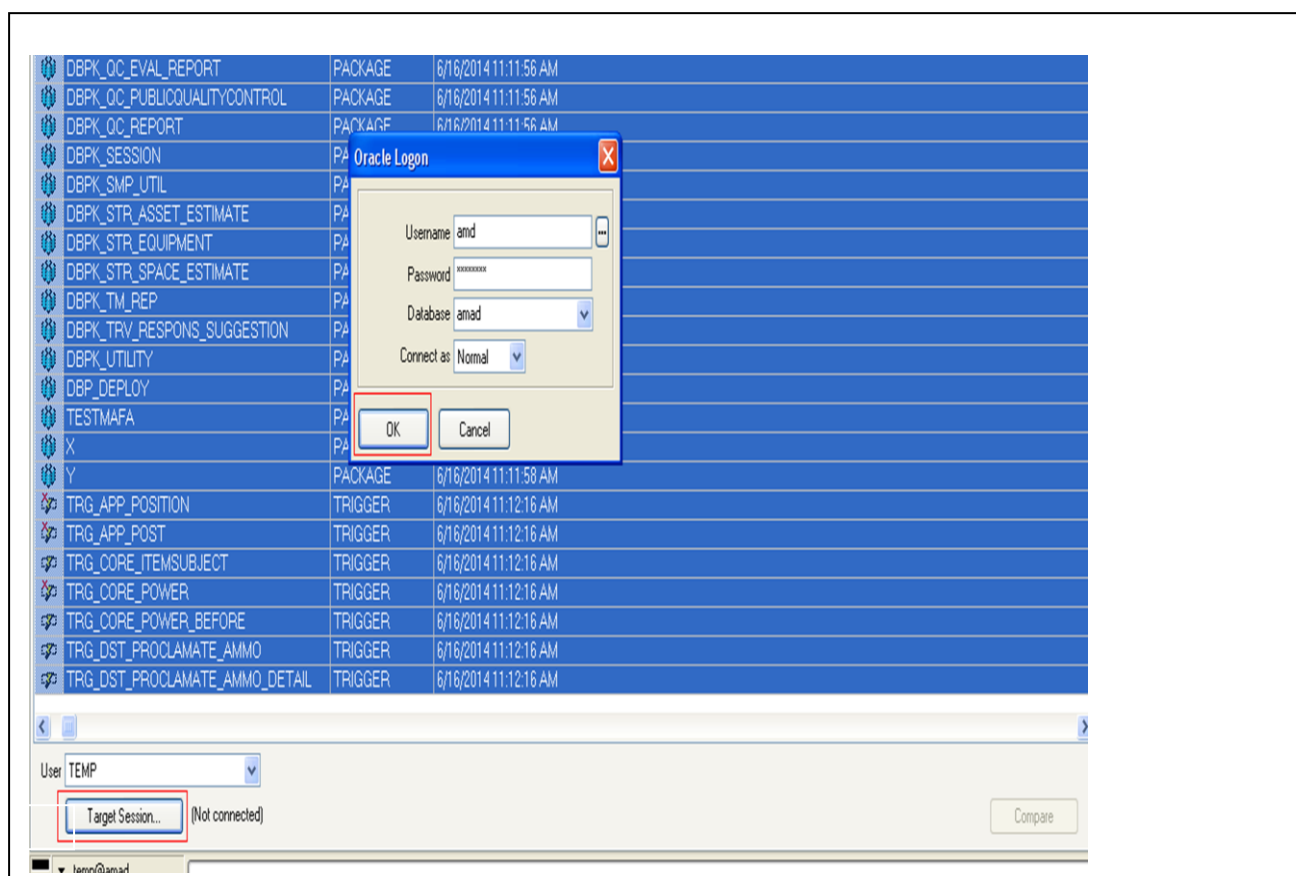 DBPK_QC_EVAL_REPORT PACKAGE 6/16/2014 11:11:56 AM
DBPK_QC_PUBLICQUALITYCONTROL PACKAGE 6/16/2014 11:11:56 AM
DBPK_QC_REPORT PACKAGE 6/16/2014 11:11:56 AM
DBPK_SESSION PA
DBPK_SMP_UTIL PA
DBPK_STR_ASSET_ESTIMATE PA
DBPK_STR_EQUIPMENT PA
DBPK_STR_SPACE_ESTIMATE PA
DBPK_TM_REP PA
DBPK_TRV_RESPONS_SUGGESTION PA
DBPK_UTILITY PA
DBP_DEPLOY PA
TESTMAFA PA
X PA
Y PACKAGE 6/16/2014 11:11:58 AM
TRG_APP_POSITION TRIGGER 6/16/2014 11:12:16 AM
TRG_APP_POST TRIGGER 6/16/2014 11:12:16 AM
TRG_CORE_ITEMSUBJECT TRIGGER 6/16/2014 11:12:16 AM
TRG_CORE_POWER TRIGGER 6/16/2014 11:12:16 AM
TRG_CORE_POWER_BEFORE TRIGGER 6/16/2014 11:12:16 AM
TRG_DST_PROCLAMATE_AMMO TRIGGER 6/16/2014 11:12:16 AM
TRG_DST_PROCLAMATE_AMMO_DETAIL TRIGGER 6/16/2014 11:12:16 AM
Oracle Logon
Username amd ...
Password xxxxxxxx
Database amad
Connect as Normal
OK Cancel
User TEMP
Target Session... (Not connected) Compare
temp@amad